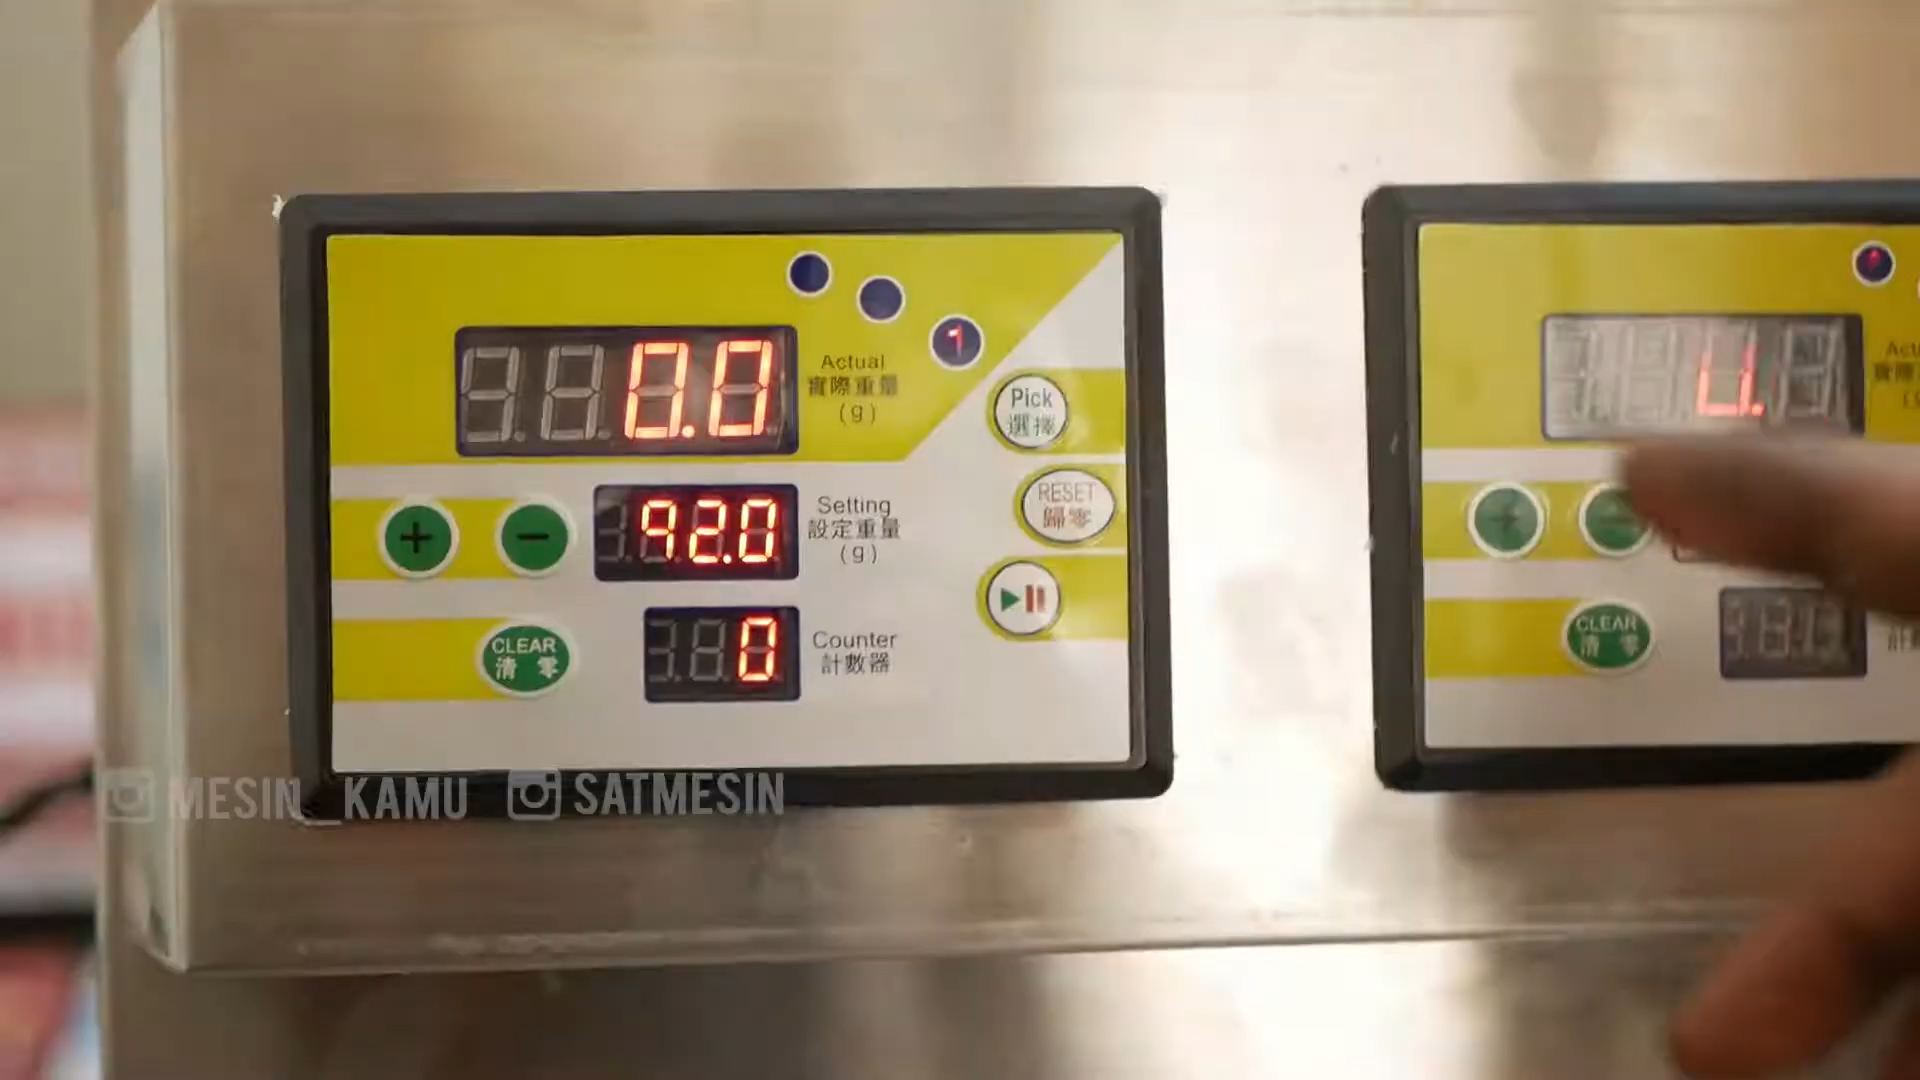 0.0
Actual
實際重量
(g)
Pick
選擇
+
-
92.0
Setting
設定重量
(g)
RESET
歸零
CLEAR
清零
0
Counter
計數器
MESIN_KAMU
SATMESIN
+
-
CLEAR
清零